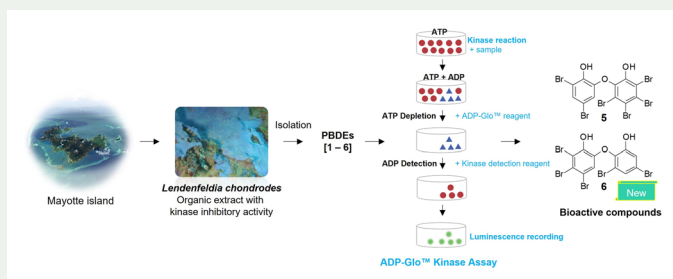 Mayotte island
Lendenfeldia chondrodes
Organic extract with
kinase inhibitory activity
Isolation
PBDEs
[1 – 6]
ATP
Kinase reaction
+ sample
ATP + ADP
ATP Depletion
+ ADP-Glo™ reagent
ADP Detection
+ Kinase detection reagent
Luminescence recording
ADP-Glo™ Kinase Assay
OH OH
Br O Br
Br Br
Br Br
5
OH OH
Br O
Br Br Br
Br
6
New
Bioactive compounds